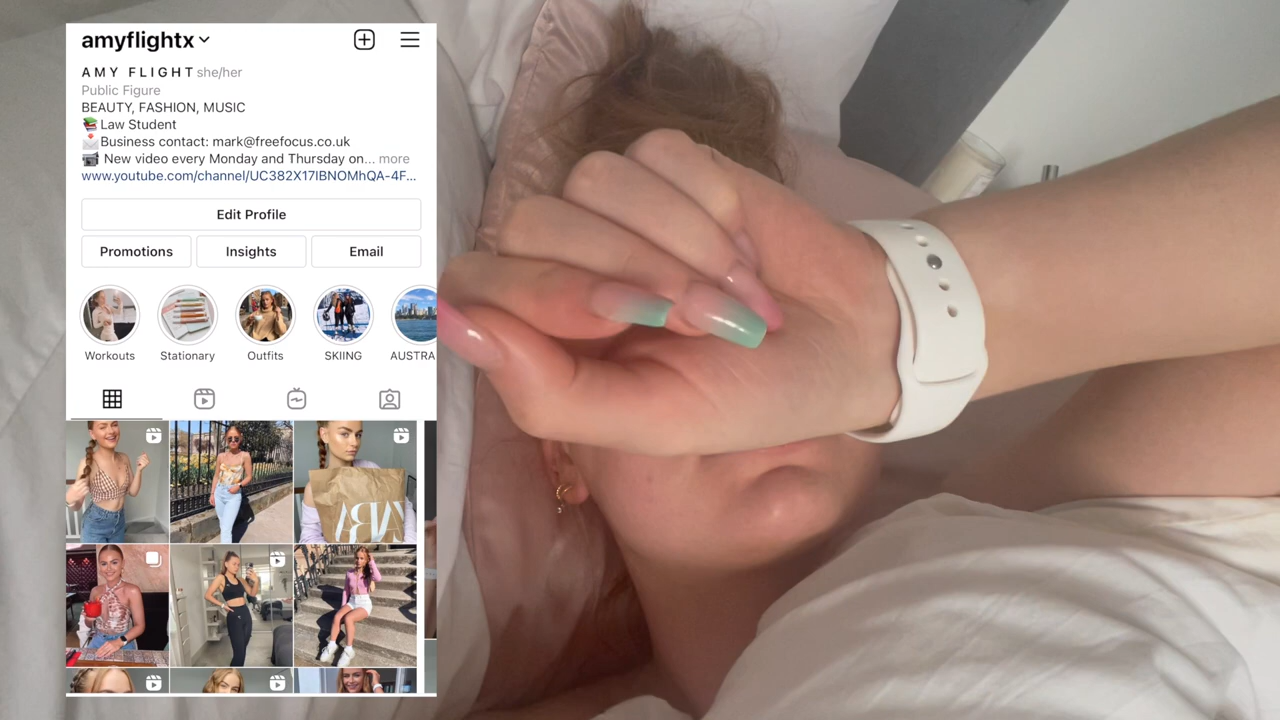 amyflightx
A M Y F L I G H T she/her
Public Figure
BEAUTY, FASHION, MUSIC
📚 Law Student
📩Business contact: mark@freefocus.co.uk
📹 New video every Monday and Thursday on... more
www.youtube.com/channel/UC382X17IBNOMhQA-4F...
Edit Profile
Promotions Insights Email
Workouts Stationary Outfits SKIING AUSTRA
ZARA